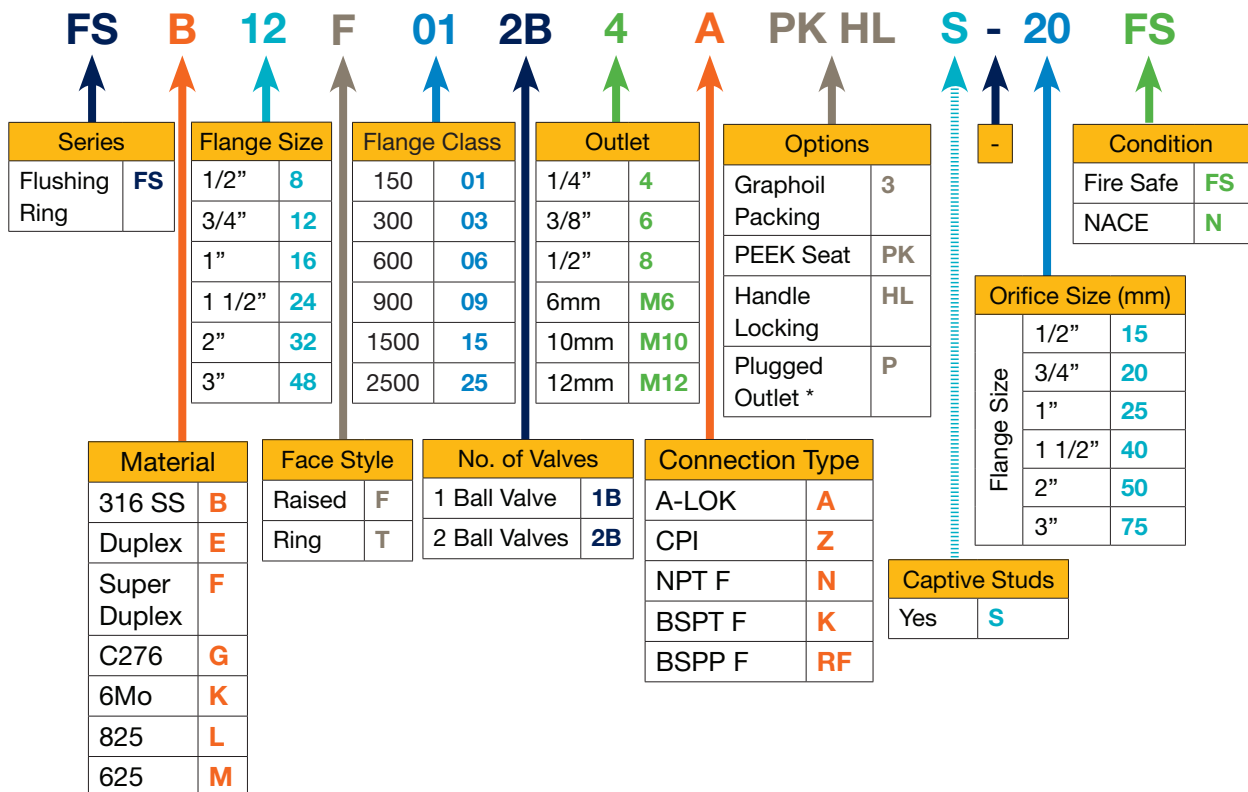 FS B 12 F 01 2B 4 A PK HL S - 20 FS
Series
Flushing Ring FS
Flange Size
1/2” 8
3/4” 12
1” 16
1 1/2” 24
2” 32
3” 48
Flange Class
150 01
300 03
600 06
900 09
1500 15
2500 25
Outlet
1/4” 4
3/8” 6
1/2” 8
6mm M6
10mm M10
12mm M12
Options
Graphoil Packing 3
PEEK Seat PK
Handle Locking HL
Plugged Outlet * P
-
Condition
Fire Safe FS
NACE N
Orifice Size (mm)
Flange Size
1/2” 15
3/4” 20
1” 25
1 1/2” 40
2” 50
3” 75
Material
316 SS B
Duplex E
Super Duplex F
C276 G
6Mo K
825 L
625 M
Face Style
Raised F
Ring T
No. of Valves
1 Ball Valve 1B
2 Ball Valves 2B
Connection Type
A-LOK A
CPI Z
NPT F N
BSPT F K
BSPP F RF
Captive Studs
Yes S